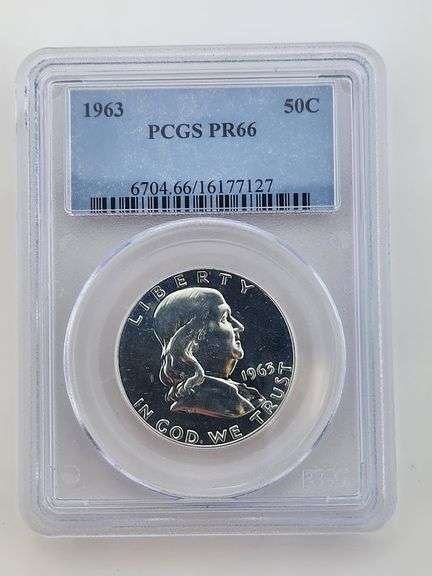 1963 50C
PCGS PR66
6704.66/16177127
LIBERTY
1963
IN GOD WE TRUST